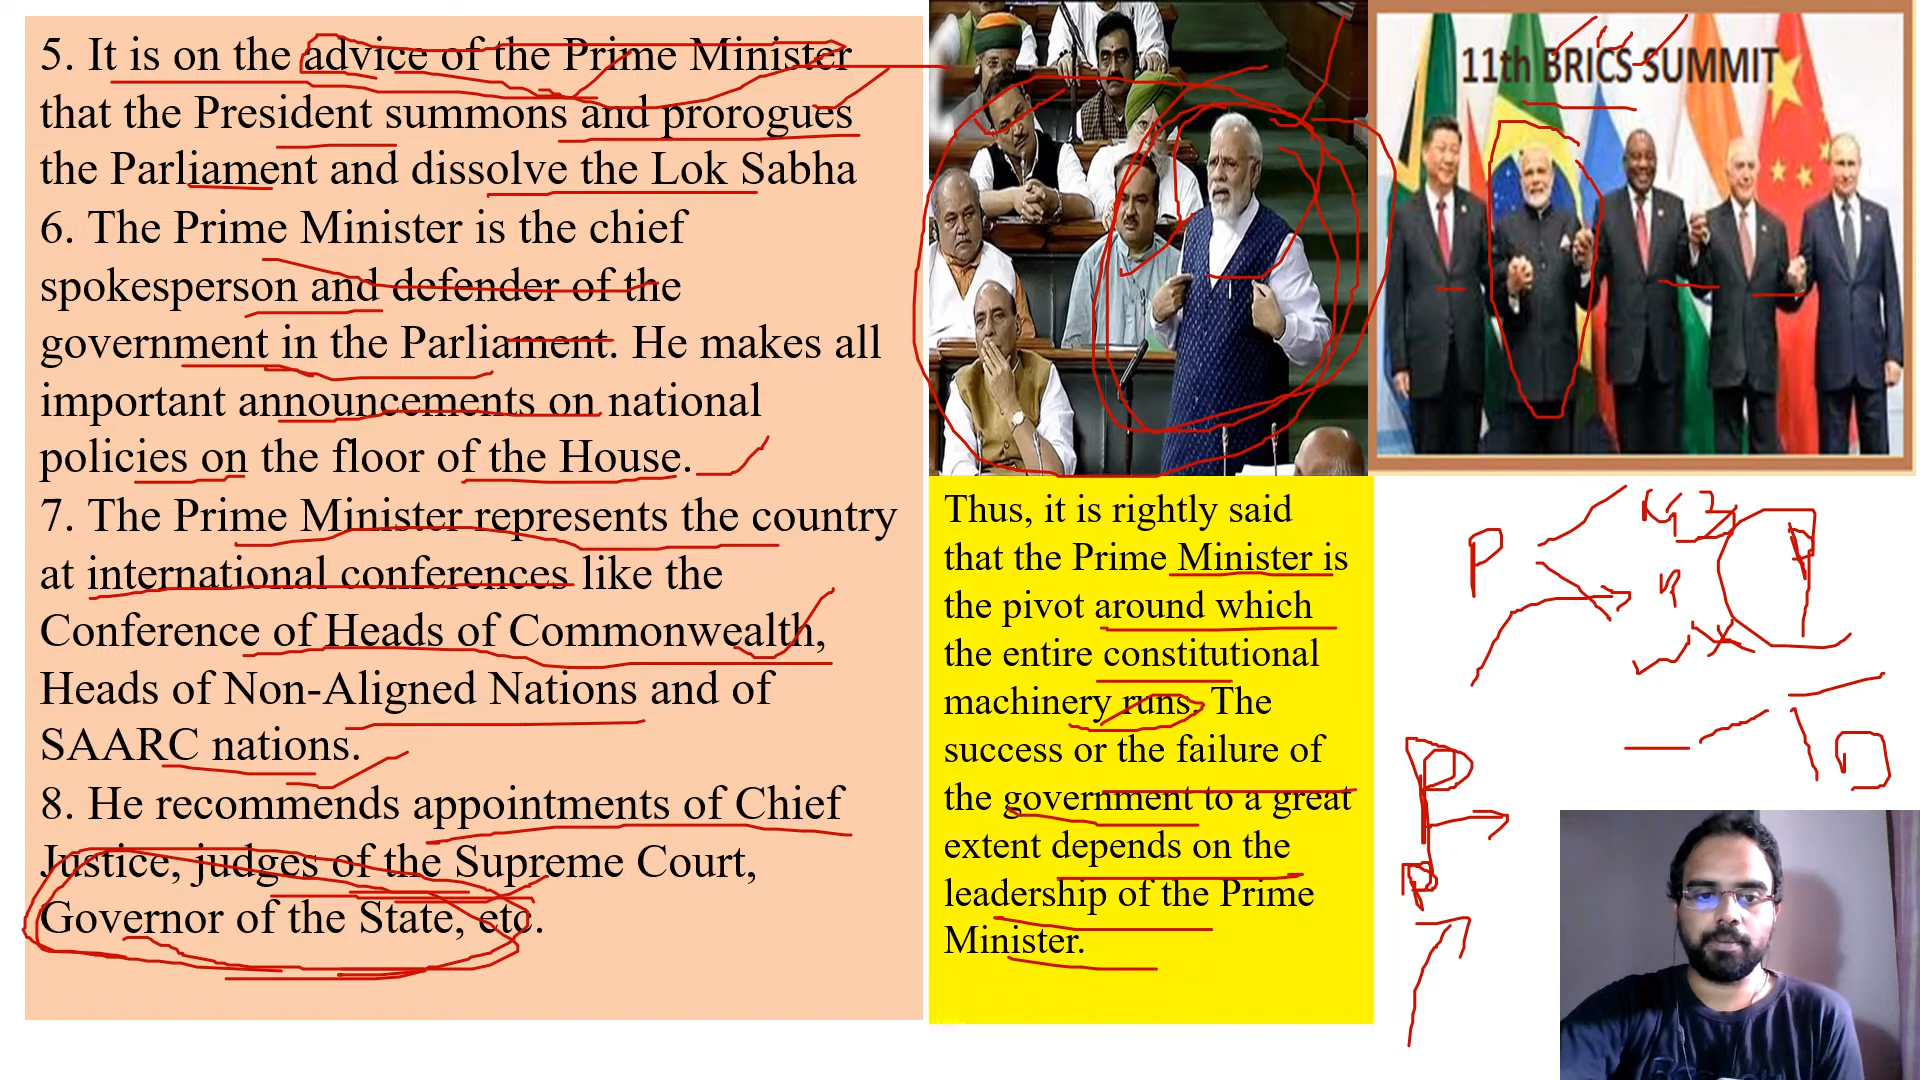 5. It is on the advice of the Prime Minister
that the President summons and prorogues
the Parliament and dissolve the Lok Sabha
6. The Prime Minister is the chief
spokesperson and defender of the
government in the Parliament. He makes all
important announcements on national
policies on the floor of the House.
7. The Prime Minister represents the country
at international conferences like the
Conference of Heads of Commonwealth,
Heads of Non-Aligned Nations and of
SAARC nations.
8. He recommends appointments of Chief
Justice, judges of the Supreme Court,
Governor of the State, etc.
11th BRICS SUMMIT
Thus, it is rightly said
that the Prime Minister is
the pivot around which
the entire constitutional
machinery runs. The
success or the failure of
the government to a great
extent depends on the
leadership of the Prime
Minister.
P
P
P